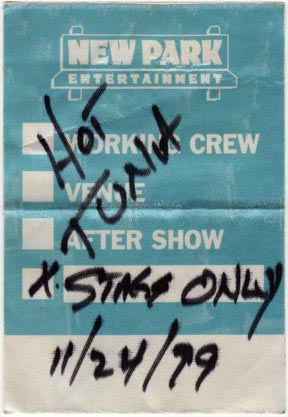 NEW PARK
ENTERTAINMENT
HOT
TUNA
WORKING CREW
VENUE
AFTER SHOW
X. STAGE ONLY
11/24/79